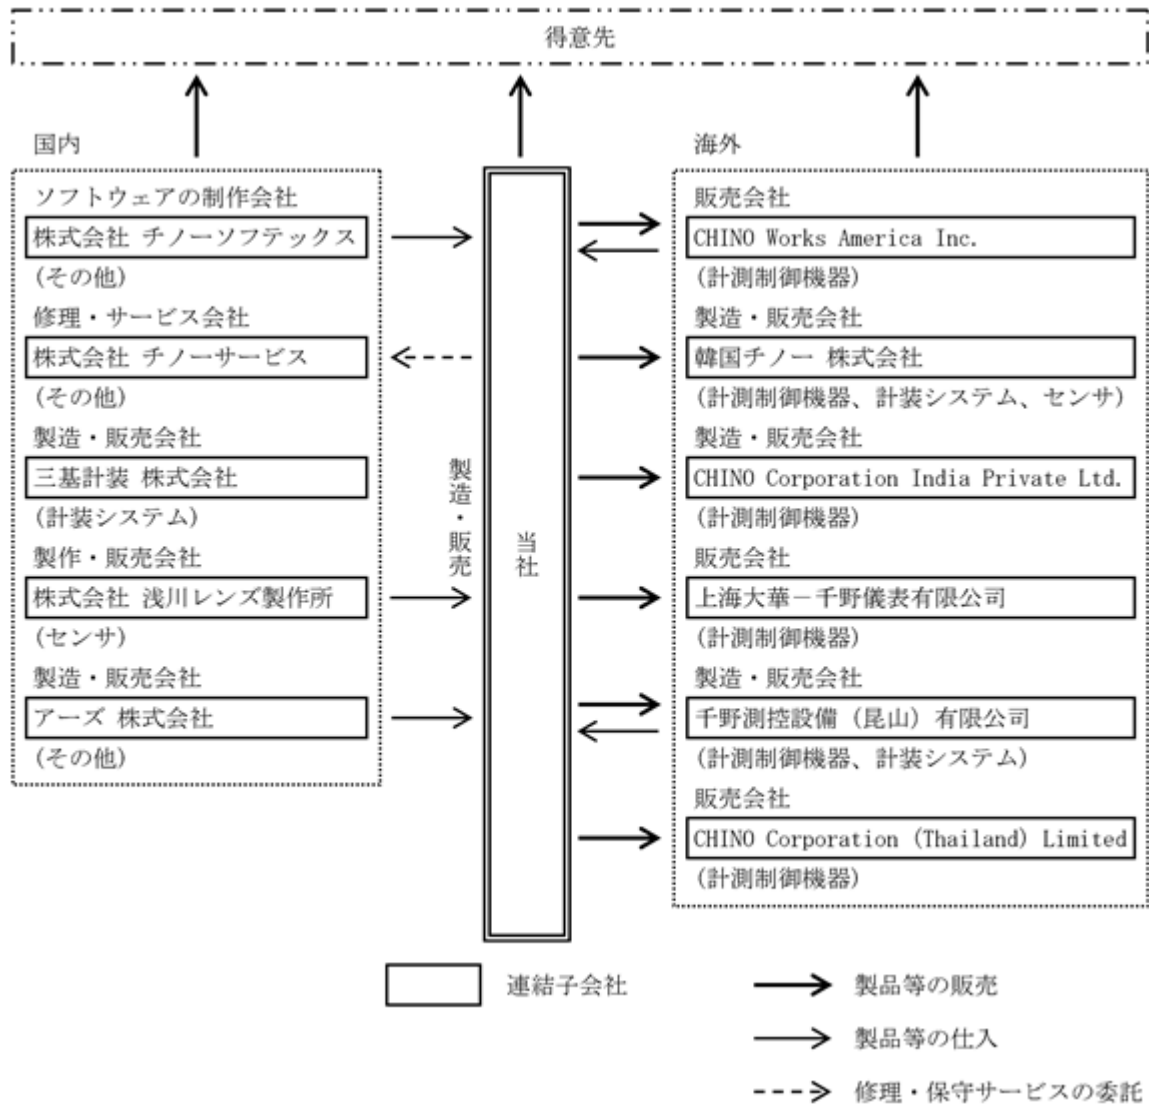 得意先
国内
ソフトウェアの制作会社
株式会社 チノーソフテックス
(その他)
修理・サービス会社
株式会社 チノーサービス
(その他)
製造・販売会社
三基計装 株式会社
(計装システム)
製作・販売会社
株式会社 浅川レンズ製作所
(センサ)
製造・販売会社
アーズ 株式会社
(その他)
製造・販売
当社
海外
販売会社
CHINO Works America Inc.
(計測制御機器)
製造・販売会社
韓国チノー 株式会社
(計測制御機器、計装システム、センサ)
製造・販売会社
CHINO Corporation India Private Ltd.
(計測制御機器)
販売会社
上海大華－千野儀表有限公司
(計測制御機器)
製造・販売会社
千野測控設備（昆山）有限公司
(計測制御機器、計装システム)
販売会社
CHINO Corporation (Thailand) Limited
(計測制御機器)
連結子会社
製品等の販売
製品等の仕入
修理・保守サービスの委託